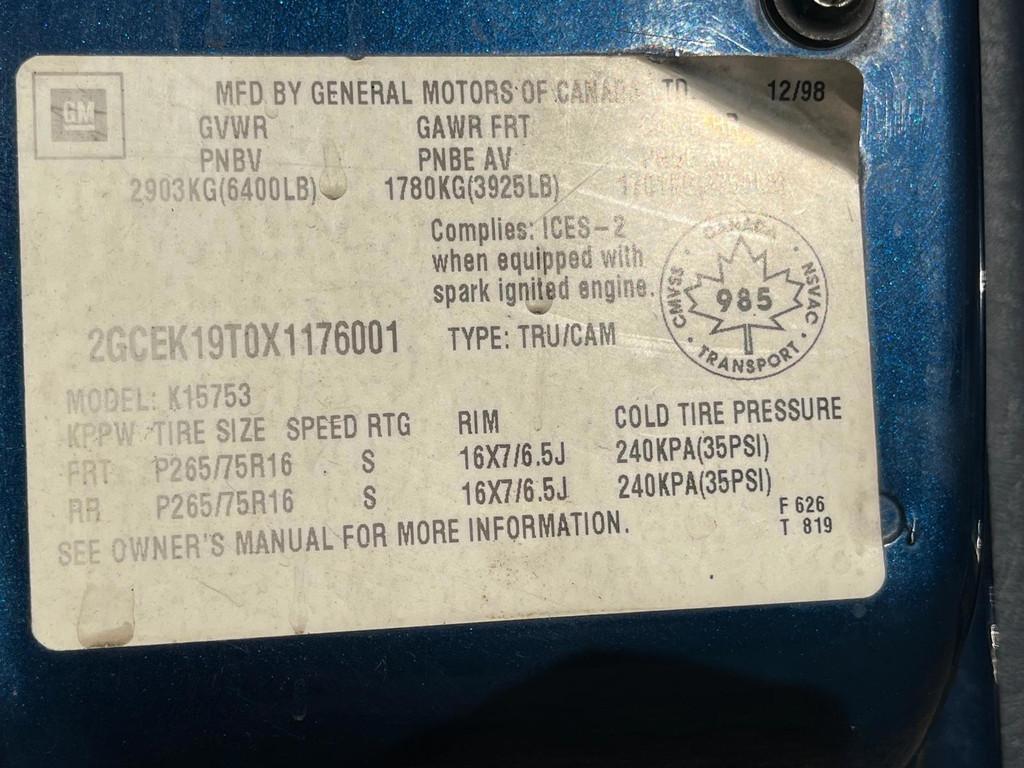 GM
MFD BY GENERAL MOTORS OF CANADA LTD. 12/98
GVWR GAWR FRT
PNBV PNBE AV
2903KG(6400LB) 1780KG(3925LB)
Complies: ICES-2
when equipped with
spark ignited engine.
CANADA
CMVSS 985 NSVAC
TRANSPORT
2GCEK19T0X1176001 TYPE: TRU/CAM
MODEL: K15753
KPPW TIRE SIZE SPEED RTG RIM COLD TIRE PRESSURE
FRT P265/75R16 S 16X7/6.5J 240KPA(35PSI)
RR P265/75R16 S 16X7/6.5J 240KPA(35PSI)
SEE OWNER'S MANUAL FOR MORE INFORMATION.
F 626
T 819